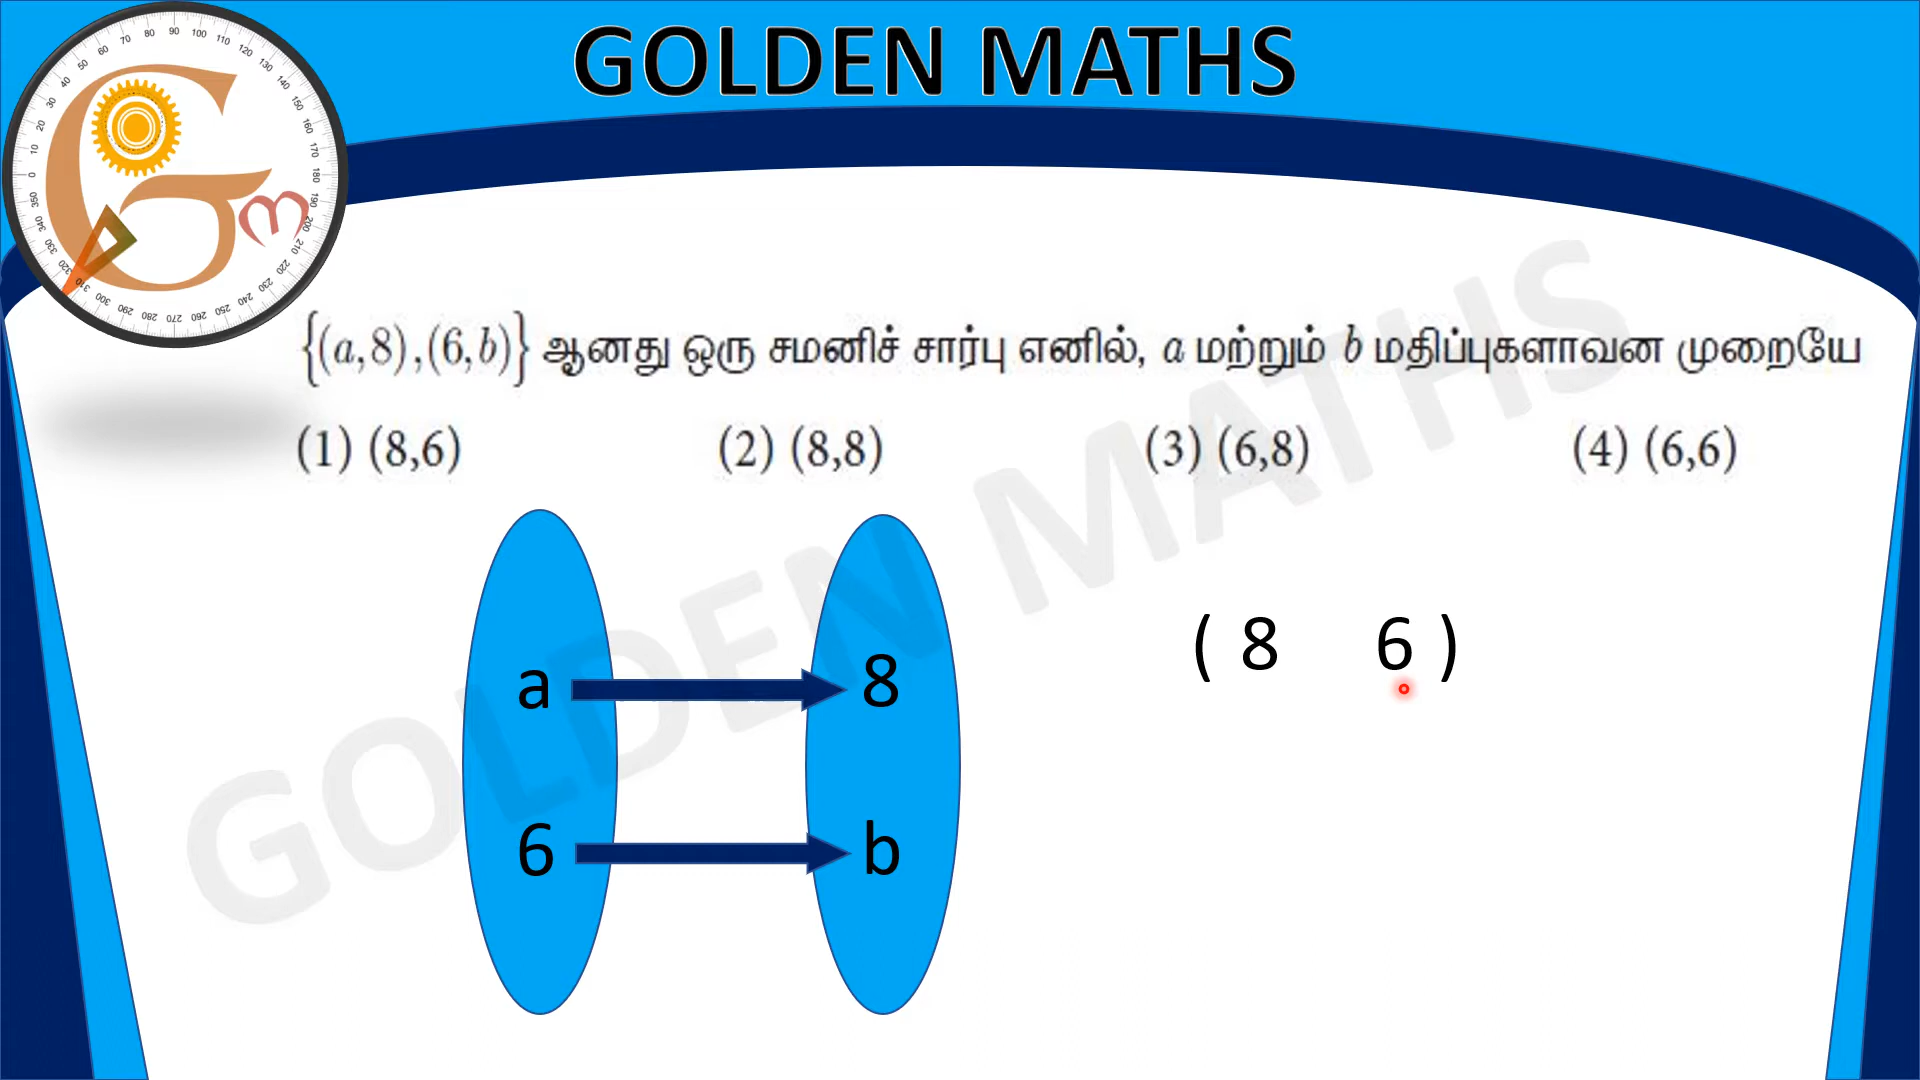 GOLDEN MATHS
{(a,8),(6,b)} ஆனது ஒரு சமனிச் சார்பு எனில், a மற்றும் b மதிப்புகளாவன முறையே
(1) (8,6) (2) (8,8) (3) (6,8) (4) (6,6)
a 8
( 8 6 )
6 b
GOLDEN MATHS